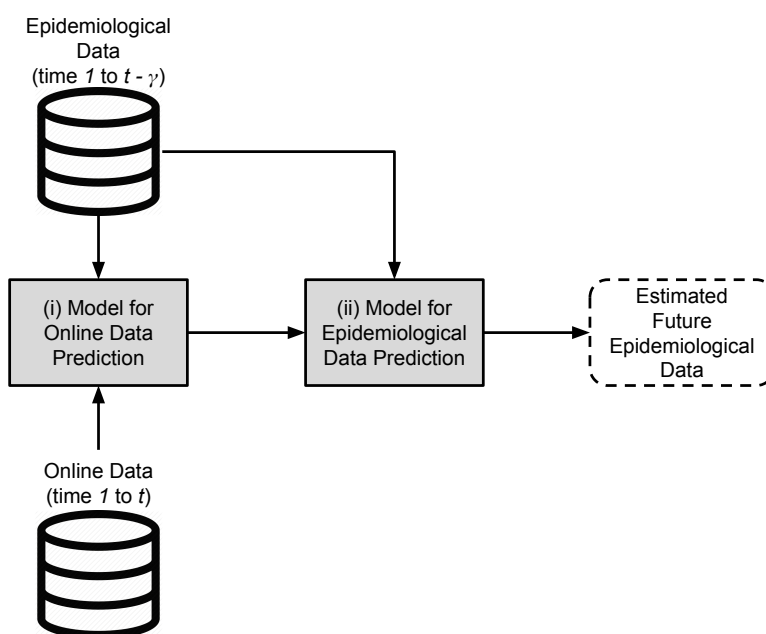 Epidemiological
Data
(time 1 to t - γ)
(i) Model for
Online Data
Prediction
(ii) Model for
Epidemiological
Data Prediction
Estimated
Future
Epidemiological
Data
Online Data
(time 1 to t)